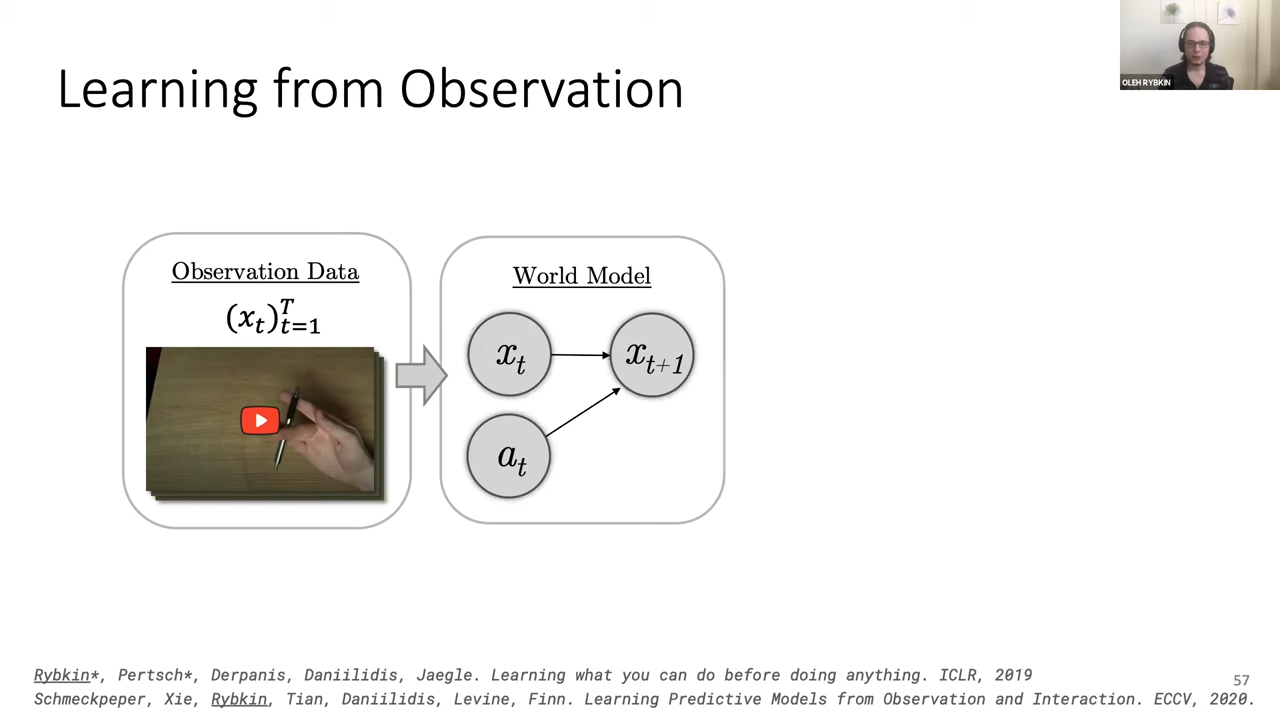 Learning from Observation
OLEH RYBKIN
Observation Data
(x_t)_{t=1}^T
World Model
x_t
x_{t+1}
a_t
Rybkin*, Pertsch*, Derpanis, Daniilidis, Jaegle. Learning what you can do before doing anything. ICLR, 2019
Schmeckpeper, Xie, Rybkin, Tian, Daniilidis, Levine, Finn. Learning Predictive Models from Observation and Interaction. ECCV, 2020.
57